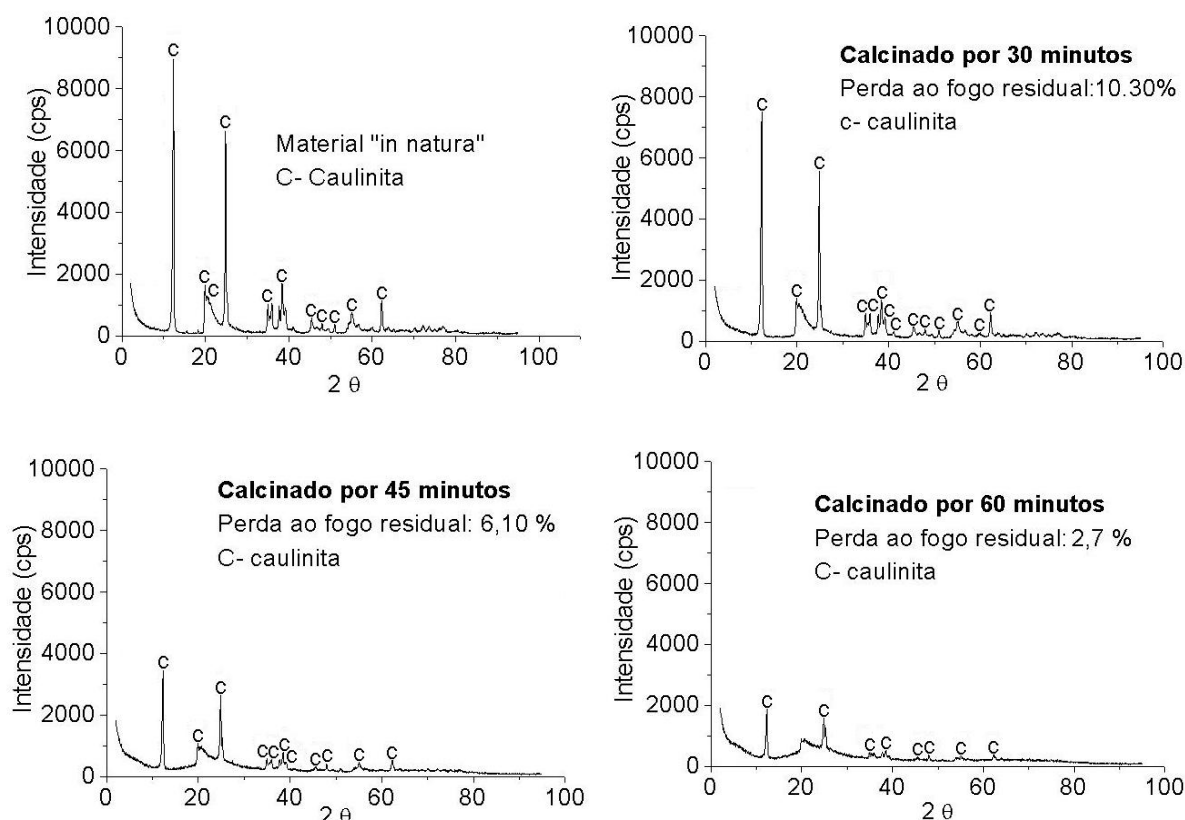 10000
8000
6000
4000
2000
0
Intensidade (cps)
C
C
C
C
C
C
C
C
C
C
C
C
Material "in natura"
C- Caulinita
0 20 40 60 80 100
2 θ
10000
8000
6000
4000
2000
0
Intensidade (cps)
Calcinado por 30 minutos
Perda ao fogo residual:10.30%
c- caulinita
C
C
C
C
C
C
C
C
C
C
C
C
C
C
0 20 40 60 80 100
2 θ
10000
8000
6000
4000
2000
0
Intensidade (cps)
Calcinado por 45 minutos
Perda ao fogo residual: 6,10 %
C- caulinita
C
C
C
C
C
C
C
C
C
C
C
0 20 40 60 80 100
2 θ
10000
8000
6000
4000
2000
0
Intensidade (cps)
Calcinado por 60 minutos
Perda ao fogo residual: 2,7 %
C- caulinita
C
C
C
C
C
C
C
C
0 20 40 60 80 100
2 θ